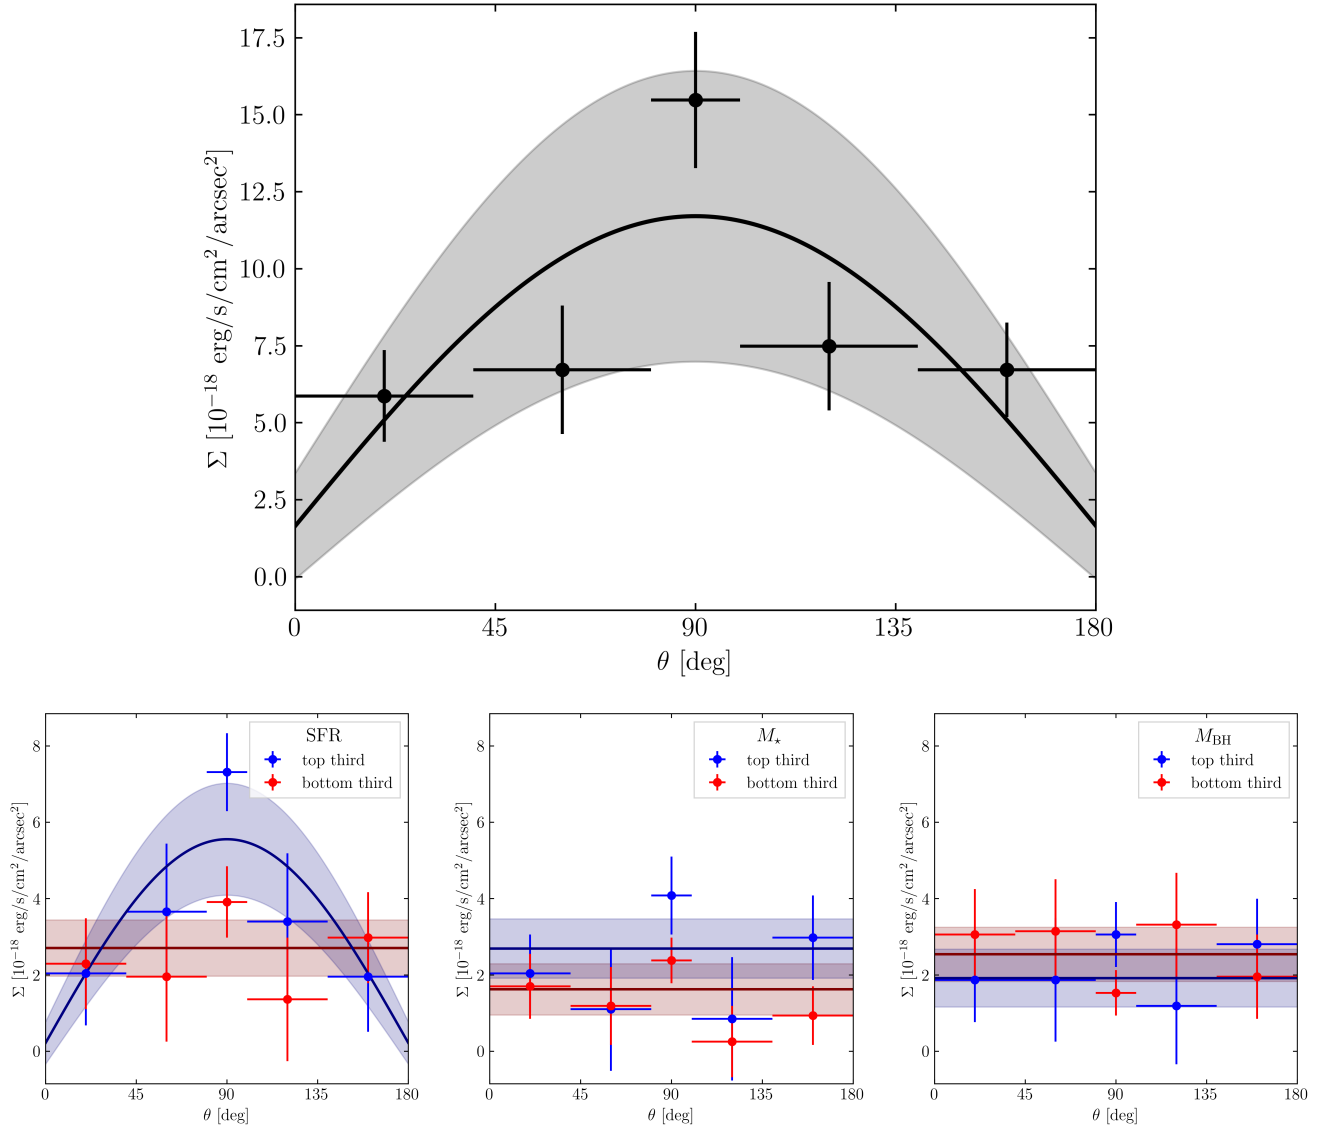 17.5
15.0
12.5
10.0
7.5
5.0
2.5
0.0
Σ [10⁻¹⁸ erg/s/cm²/arcsec²]
0 45 90 135 180
θ [deg]
8
6
4
2
0
Σ [10⁻¹⁸ erg/s/cm²/arcsec²]
SFR
top third
bottom third
0 45 90 135 180
θ [deg]
8
6
4
2
0
Σ [10⁻¹⁸ erg/s/cm²/arcsec²]
M⋆
top third
bottom third
0 45 90 135 180
θ [deg]
8
6
4
2
0
Σ [10⁻¹⁸ erg/s/cm²/arcsec²]
M_BH
top third
bottom third
0 45 90 135 180
θ [deg]